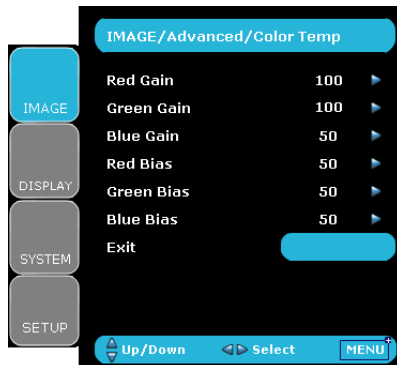 IMAGE/Advanced/Color Temp
IMAGE
DISPLAY
SYSTEM
SETUP
Red Gain 100
Green Gain 100
Blue Gain 50
Red Bias 50
Green Bias 50
Blue Bias 50
Exit
Up/Down Select MENU